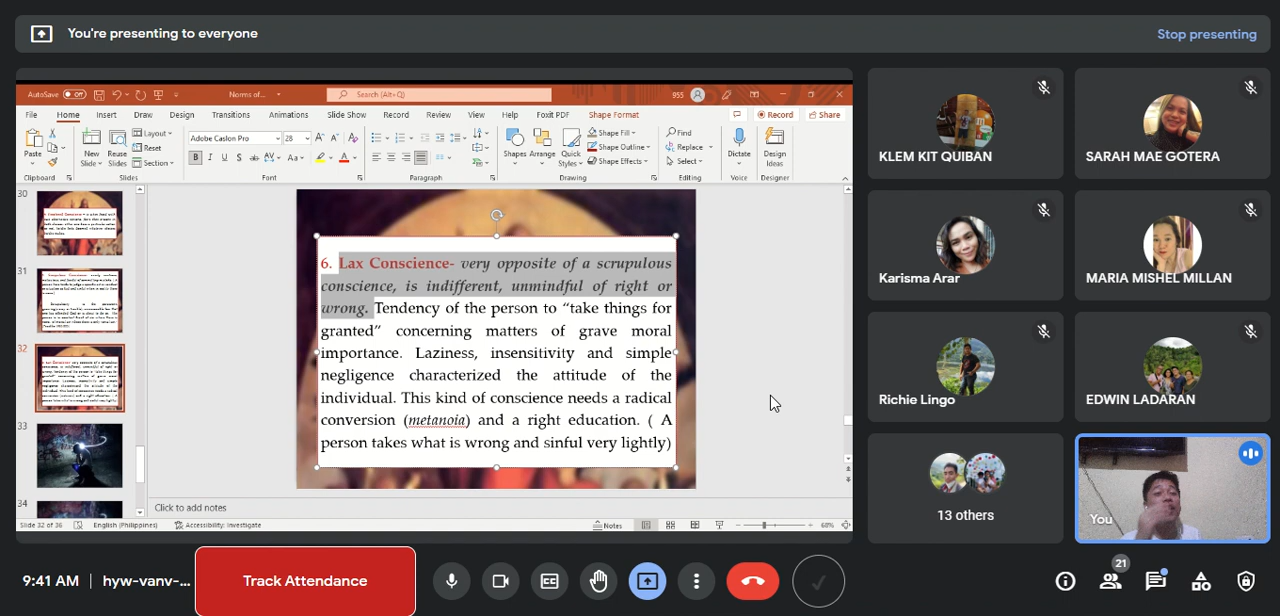 You're presenting to everyone
Stop presenting
AutoSave Off
Norms of...
Search (Alt+Q)
955
File Home Insert Draw Design Transitions Animations Slide Show Record Review View Help Foxit PDF Shape Format
Record
Share
Paste
Clipboard
New Slide
Reuse Slides
Layout
Reset
Section
Slides
Adobe Caslon Pro
28
Font
Paragraph
Shapes
Arrange
Quick Styles
Shape Fill
Shape Outline
Shape Effects
Drawing
Find
Replace
Select
Editing
Dictate
Voice
Design Ideas
Designer
30
31
32
33
34
6. Lax Conscience- very opposite of a scrupulous
conscience, is indifferent, unmindful of right or
wrong. Tendency of the person to “take things for
granted” concerning matters of grave moral
importance. Laziness, insensitivity and simple
negligence characterized the attitude of the
individual. This kind of conscience needs a radical
conversion (metanoia) and a right education. ( A
person takes what is wrong and sinful very lightly)
Click to add notes
Slide 32 of 36
English (Philippines)
Accessibility: Investigate
Notes
68%
KLEM KIT QUIBAN
SARAH MAE GOTERA
Karisma Arar
MARIA MISHEL MILLAN
Richie Lingo
EDWIN LADARAN
13 others
You
9:41 AM
hyw-vanv-...
Track Attendance
CC
21